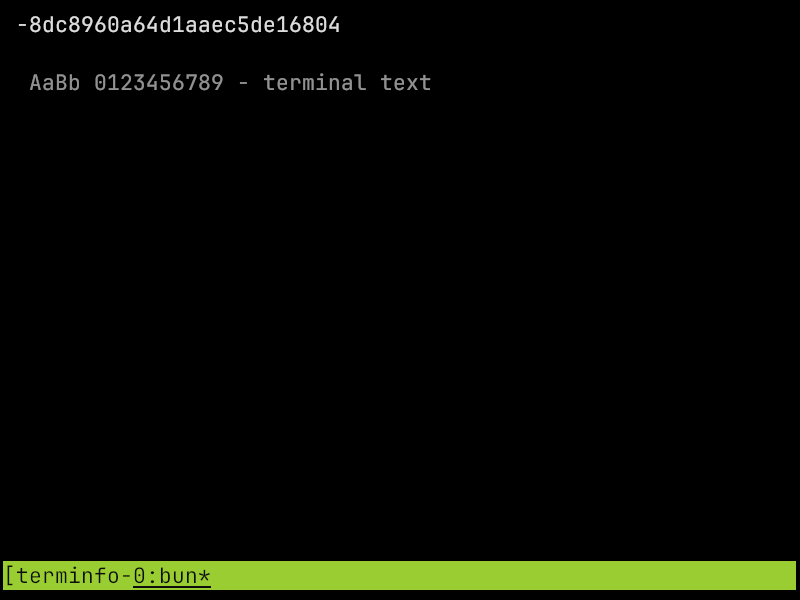 -8dc8960a64d1aaec5de16804
AaBb 0123456789 - terminal text
[terminfo-0:bun*